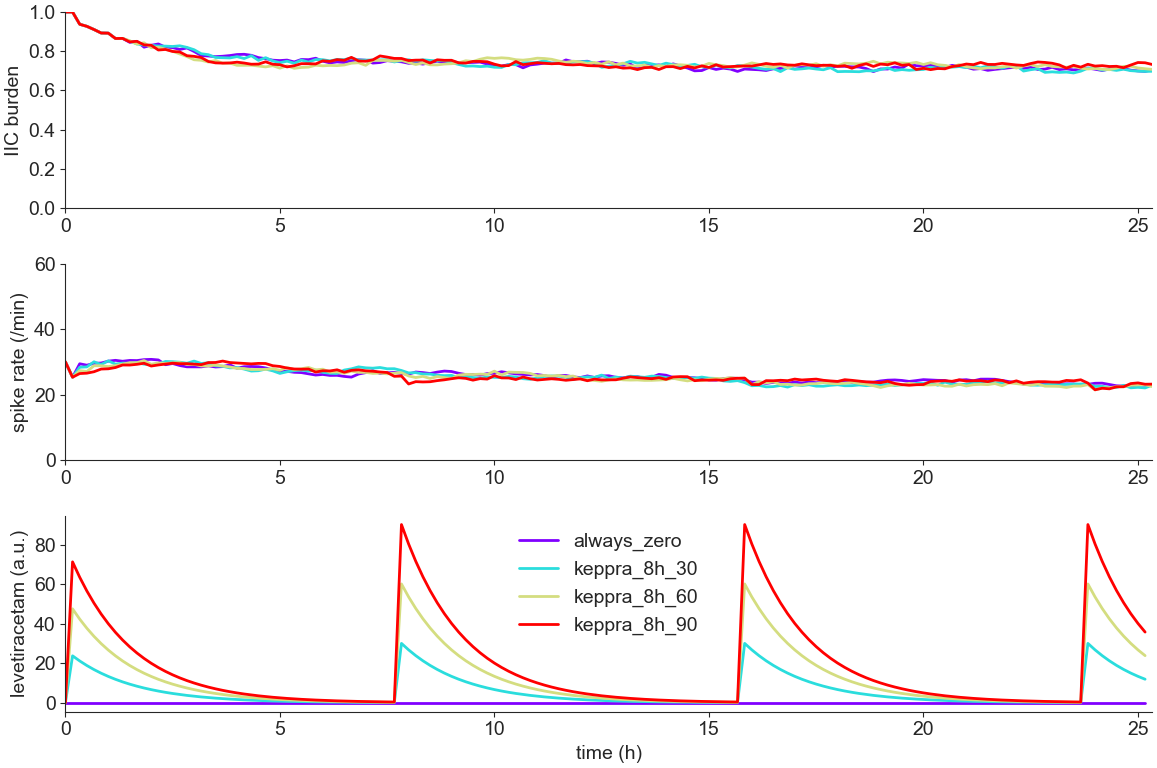 1.0
0.8
0.6
0.4
0.2
0.0
IIC burden
0 5 10 15 20 25
60
40
20
0
spike rate (/min)
0 5 10 15 20 25
80
60
40
20
0
levetiracetam (a.u.)
always_zero
keppra_8h_30
keppra_8h_60
keppra_8h_90
0 5 10 15 20 25
time (h)